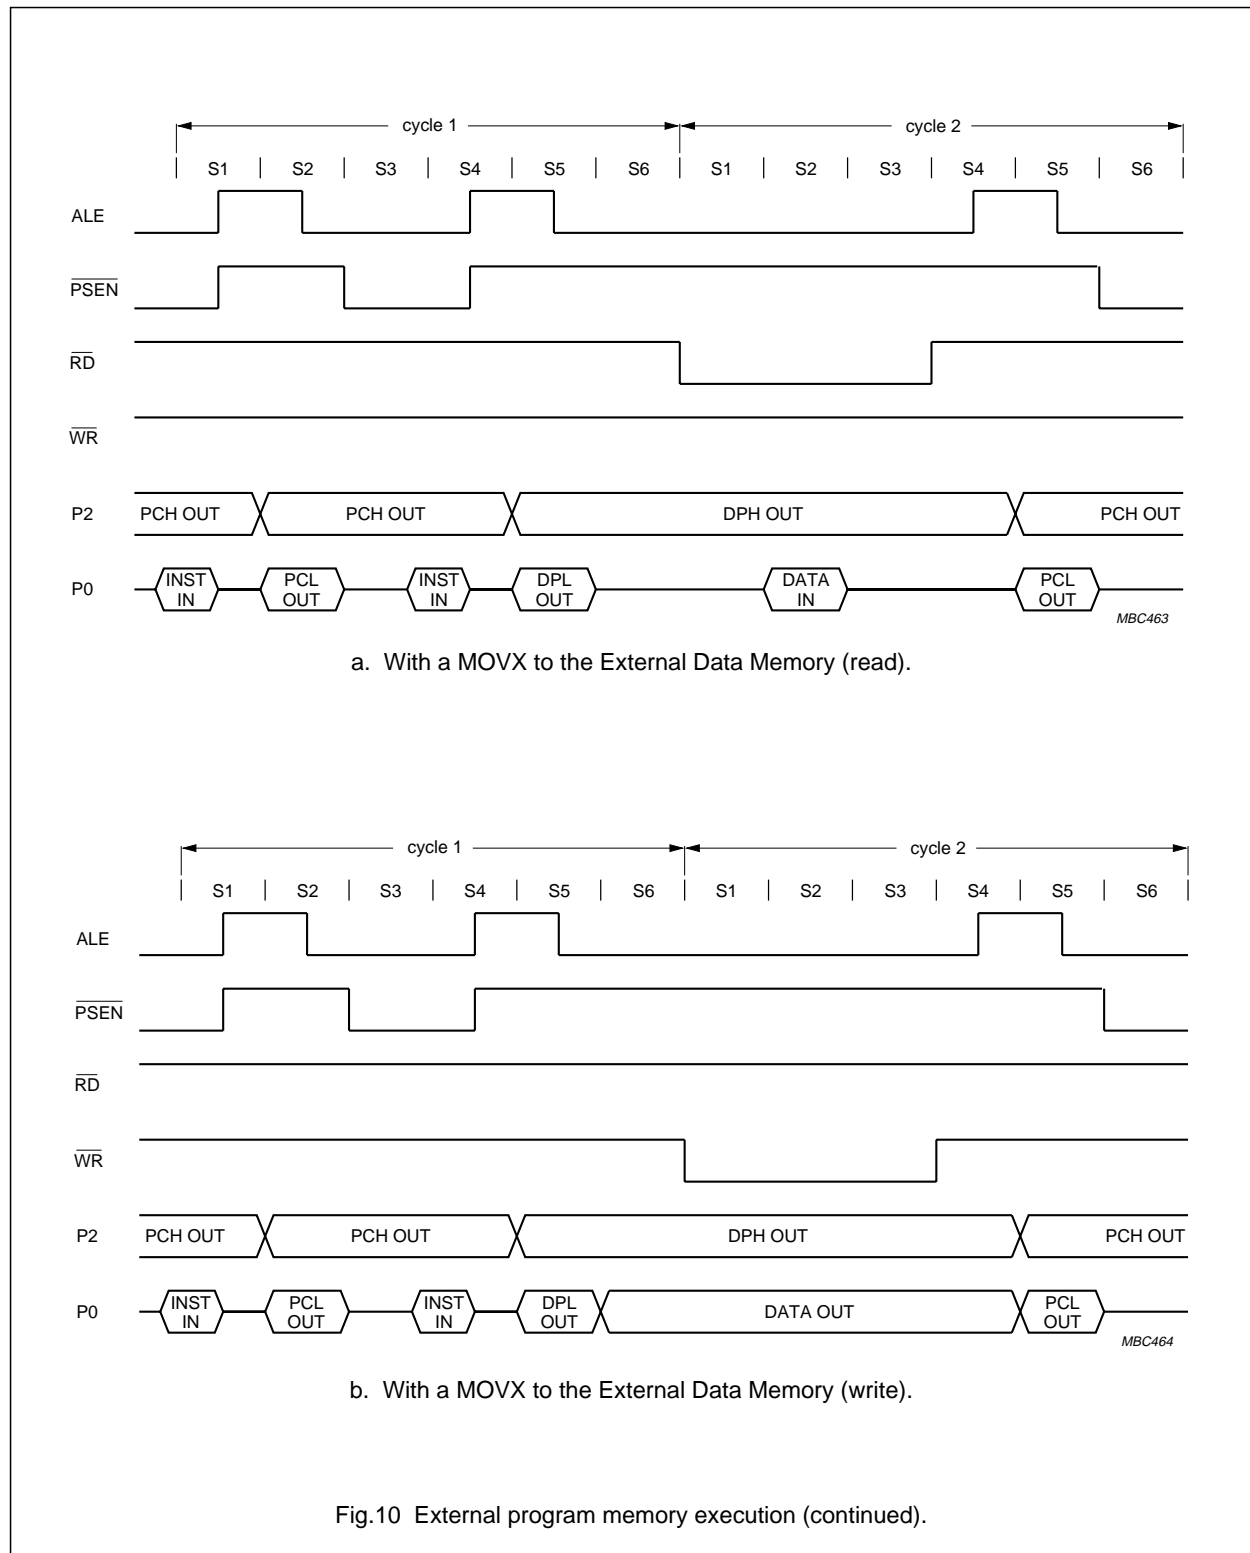 cycle 1 cycle 2
S1 S2 S3 S4 S5 S6 S1 S2 S3 S4 S5 S6
ALE
PSEN
RD
WR
P2 PCH OUT PCH OUT DPH OUT PCH OUT
P0 INST IN PCL OUT INST IN DPL OUT DATA IN PCL OUT
MBC463
a. With a MOVX to the External Data Memory (read).
cycle 1 cycle 2
S1 S2 S3 S4 S5 S6 S1 S2 S3 S4 S5 S6
ALE
PSEN
RD
WR
P2 PCH OUT PCH OUT DPH OUT PCH OUT
P0 INST IN PCL OUT INST IN DPL OUT DATA OUT PCL OUT
MBC464
b. With a MOVX to the External Data Memory (write).
Fig.10 External program memory execution (continued).